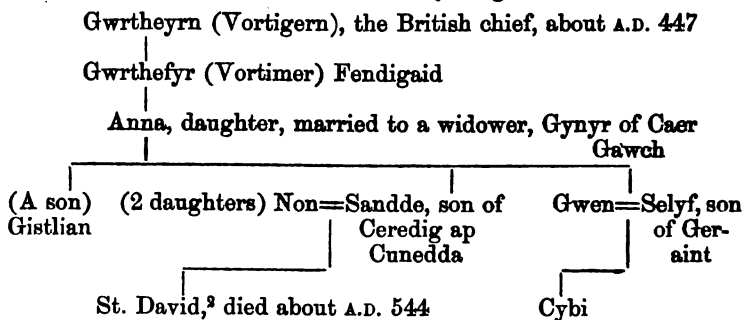 Gwrtheyrn (Vortigern), the British chief, about A.D. 447
Gwrthefyr (Vortimer) Fendigaid
Anna, daughter, married to a widower, Gynyr of Caer
Gawch
(A son) (2 daughters) Non=Sandde, son of Gwen=Selyf, son
Gistlian Ceredig ap of Ger-
Cunedda aint
St. David,² died about A.D. 544 Cybi